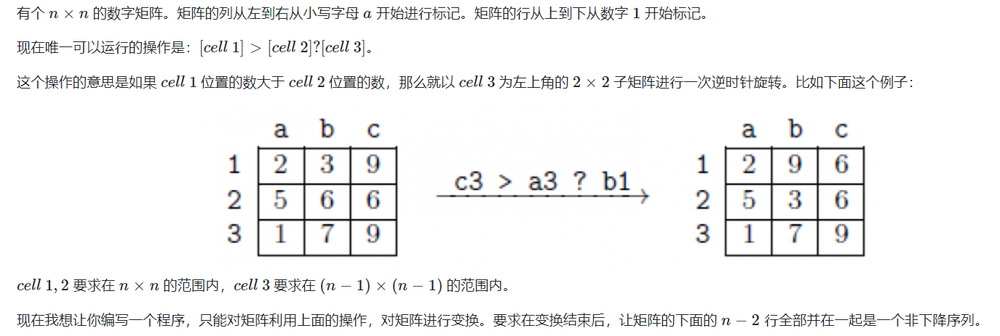 有个 n × n 的数字矩阵。矩阵的列从左到右从小写字母 a 开始进行标记。矩阵的行从上到下从数字 1 开始标记。
现在唯一可以运行的操作是：[cell 1] > [cell 2]?[cell 3]。
这个操作的意思是如果 cell 1 位置的数大于 cell 2 位置的数，那么就以 cell 3 为左上角的 2 × 2 子矩阵进行一次逆时针旋转。比如下面这个例子：
a b c a b c
1 2 3 9 c3 > a3 ? b1 1 2 9 6
2 5 6 6 2 5 3 6
3 1 7 9 3 1 7 9
cell 1, 2 要求在 n × n 的范围内，cell 3 要求在 (n − 1) × (n − 1) 的范围内。
现在我想让你编写一个程序，只能对矩阵利用上面的操作，对矩阵进行变换。要求在变换结束后，让矩阵的下面的 n − 2 行全部并在一起是一个非下降序列。